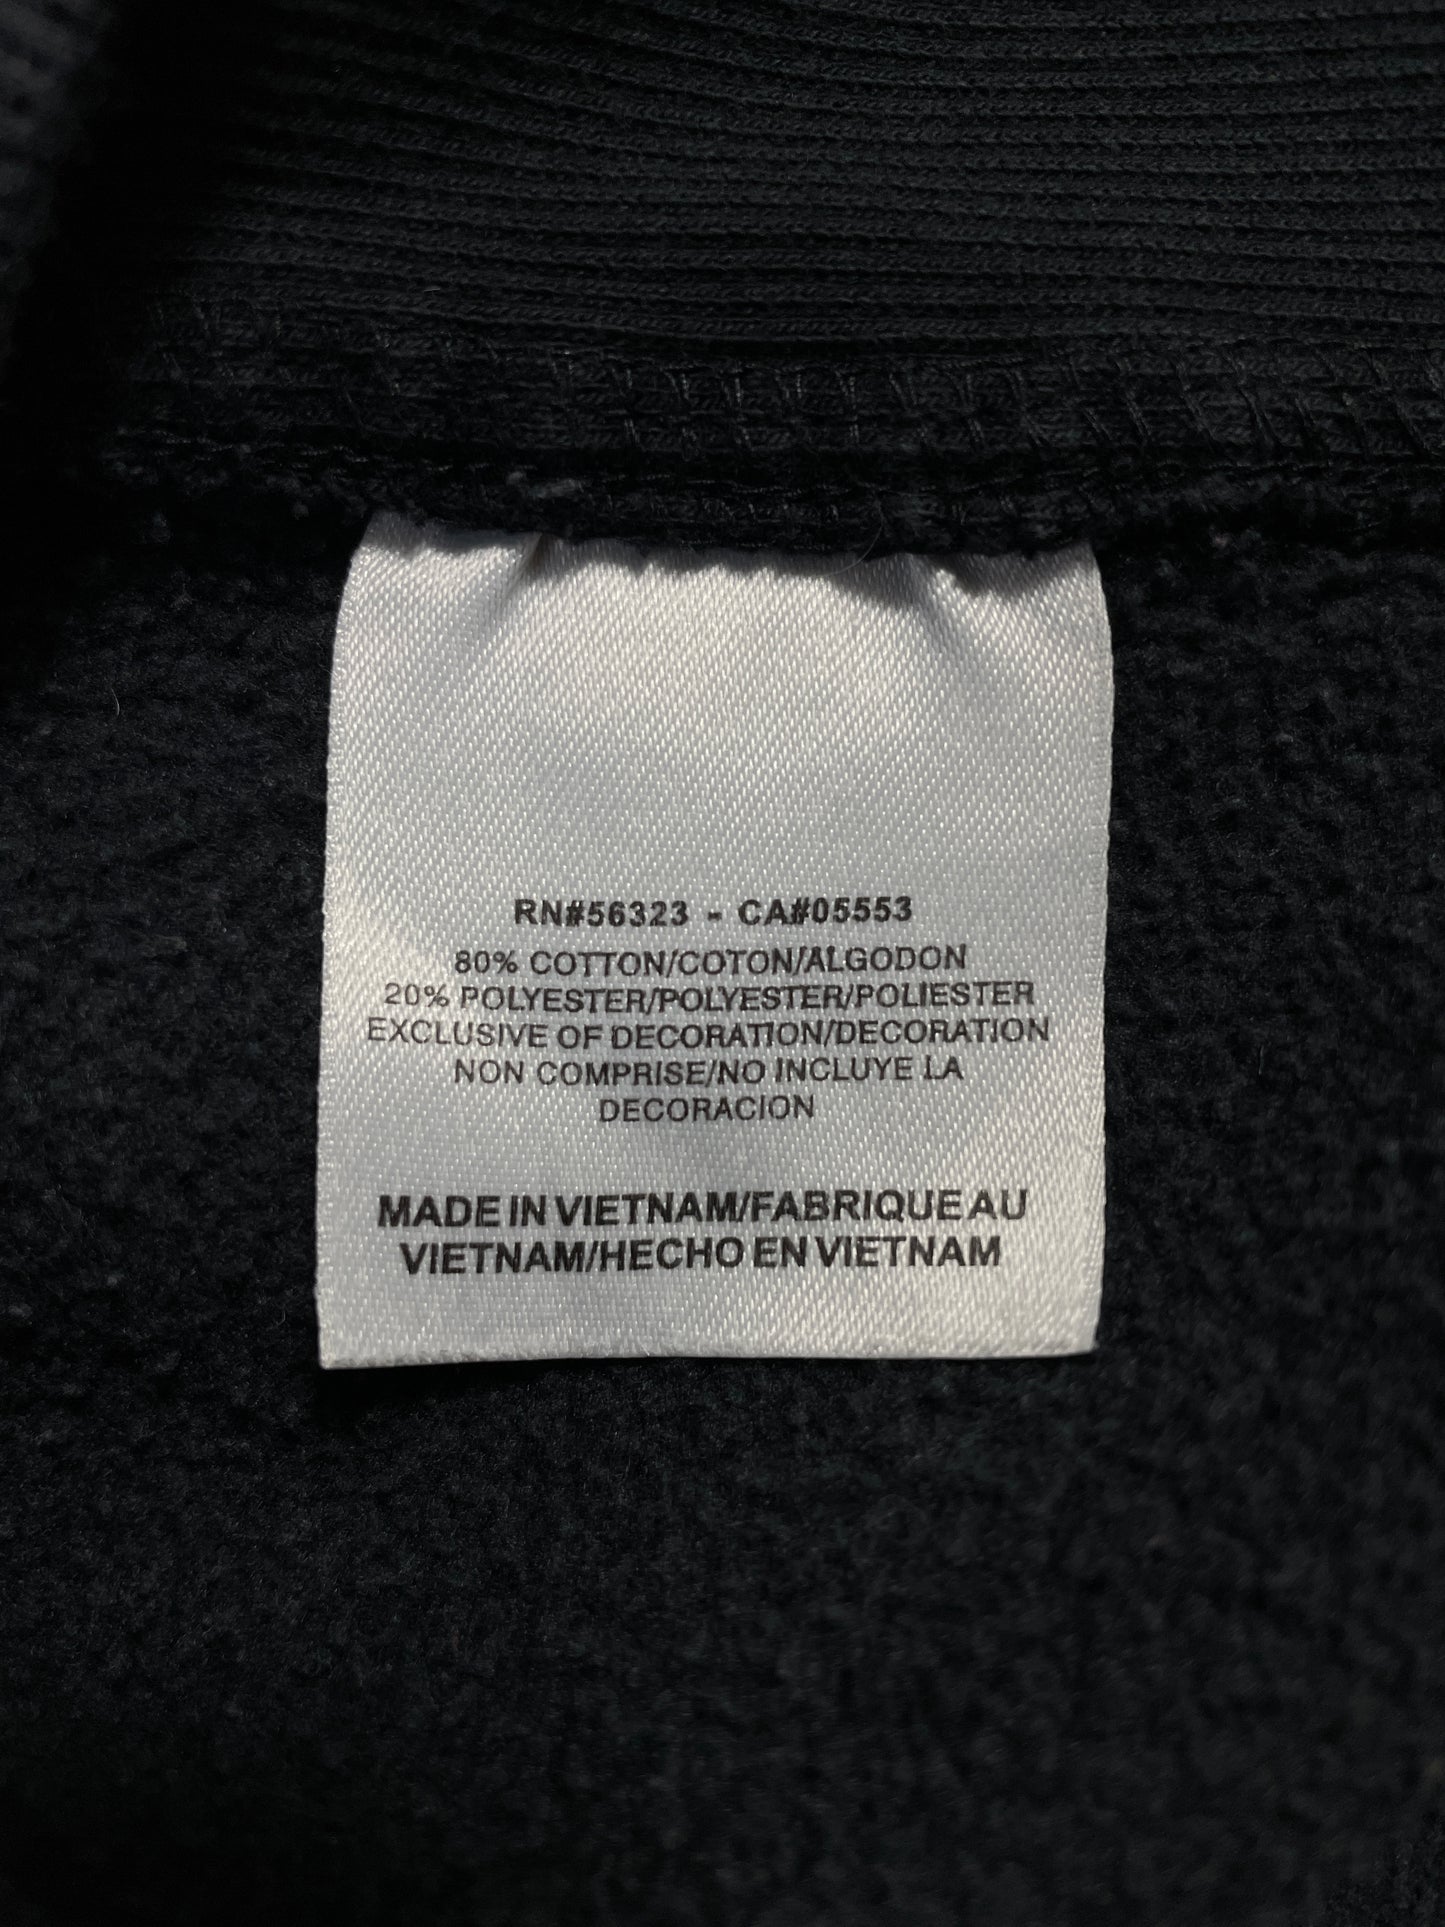 RN#56323 - CA#05553
80% COTTON/COTON/ALGODON
20% POLYESTER/POLYESTER/POLIESTER
EXCLUSIVE OF DECORATION/DECORATION
NON COMPRISE/NO INCLUYE LA
DECORACION
MADE IN VIETNAM/FABRIQUE AU
VIETNAM/HECHO EN VIETNAM